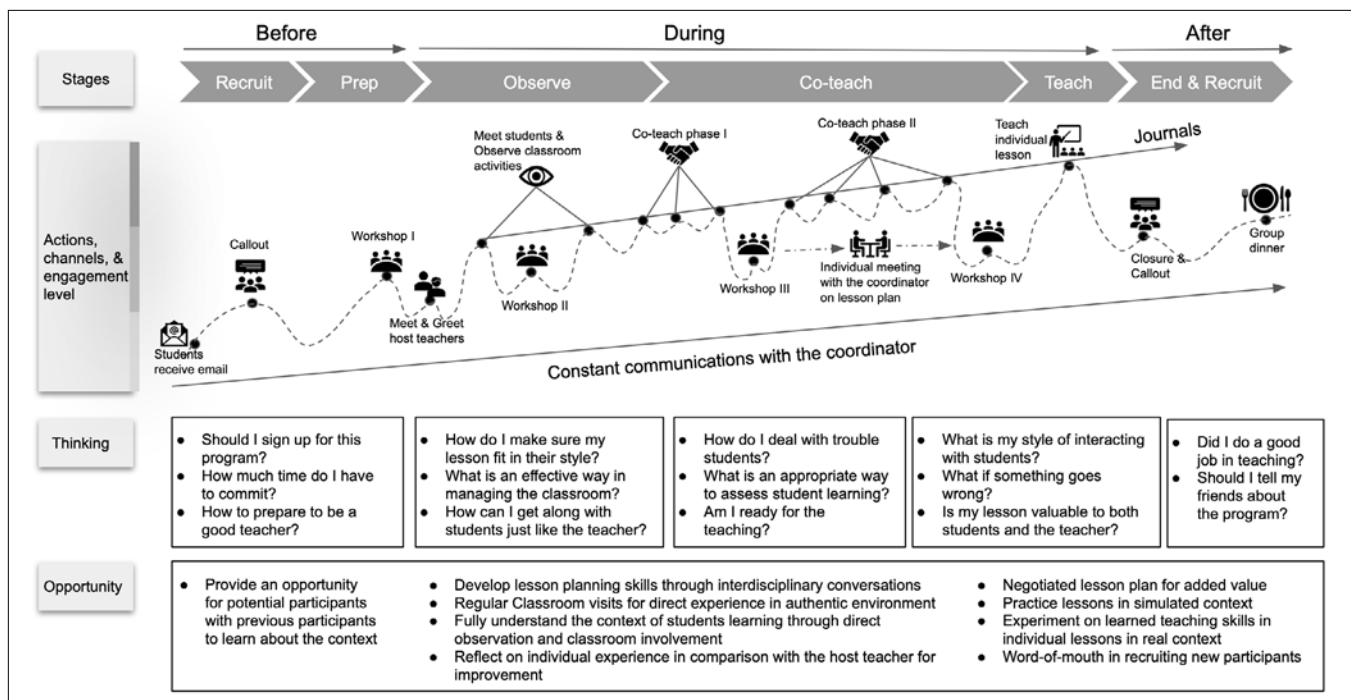 Before
During
After
Stages
Recruit
Prep
Observe
Co-teach
Teach
End & Recruit
Actions,
channels, &
engagement
level
Students
receive email
Callout
Workshop I
Meet & Greet
host teachers
Meet students &
Observe classroom
activities
Workshop II
Co-teach phase I
Workshop III
Individual meeting
with the coordinator
on lesson plan
Co-teach phase II
Workshop IV
Teach
individual
lesson
Journals
Closure &
Callout
Group
dinner
Constant communications with the coordinator
Thinking
● Should I sign up for this
program?
● How much time do I have
to commit?
● How to prepare to be a
good teacher?
● How do I make sure my
lesson fit in their style?
● What is an effective way in
managing the classroom?
● How can I get along with
students just like the teacher?
● How do I deal with trouble
students?
● What is an appropriate way
to assess student learning?
● Am I ready for the
teaching?
● What is my style of interacting
with students?
● What if something goes
wrong?
● Is my lesson valuable to both
students and the teacher?
● Did I do a good
job in teaching?
● Should I tell my
friends about
the program?
Opportunity
● Provide an opportunity
for potential participants
with previous participants
to learn about the context
● Develop lesson planning skills through interdisciplinary conversations
● Regular Classroom visits for direct experience in authentic environment
● Fully understand the context of students learning through direct
observation and classroom involvement
● Reflect on individual experience in comparison with the host teacher for
improvement
● Negotiated lesson plan for added value
● Practice lessons in simulated context
● Experiment on learned teaching skills in
individual lessons in real context
● Word-of-mouth in recruiting new participants